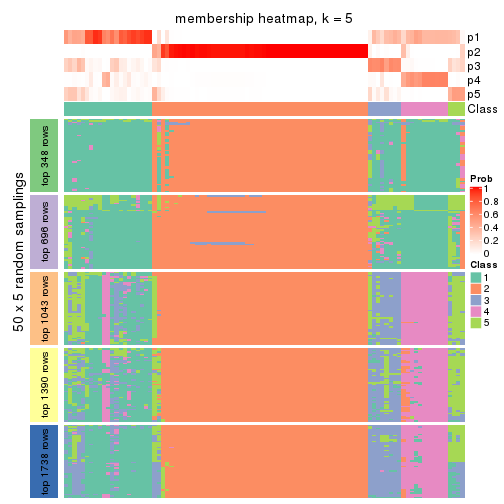 membership heatmap, k = 5
p1
p2
p3
p4
p5
Class
50 x 5 random samplings
top 348 rows
top 696 rows
top 1043 rows
top 1390 rows
top 1738 rows
Prob
1
0.8
0.6
0.4
0.2
0
Class
1
2
3
4
5